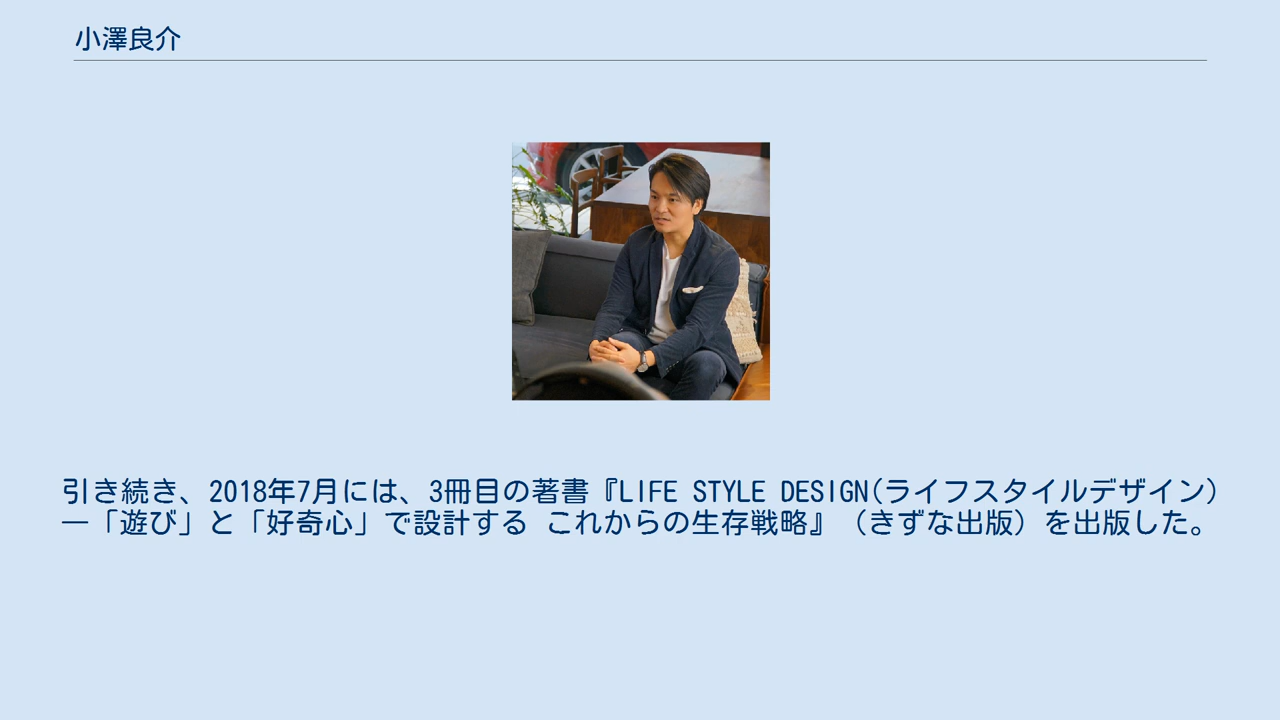 小澤良介
引き続き、2018年7月には、3冊目の著書『LIFE STYLE DESIGN(ライフスタイルデザイン)
―「遊び」と「好奇心」で設計する これからの生存戦略』（きずな出版）を出版した。